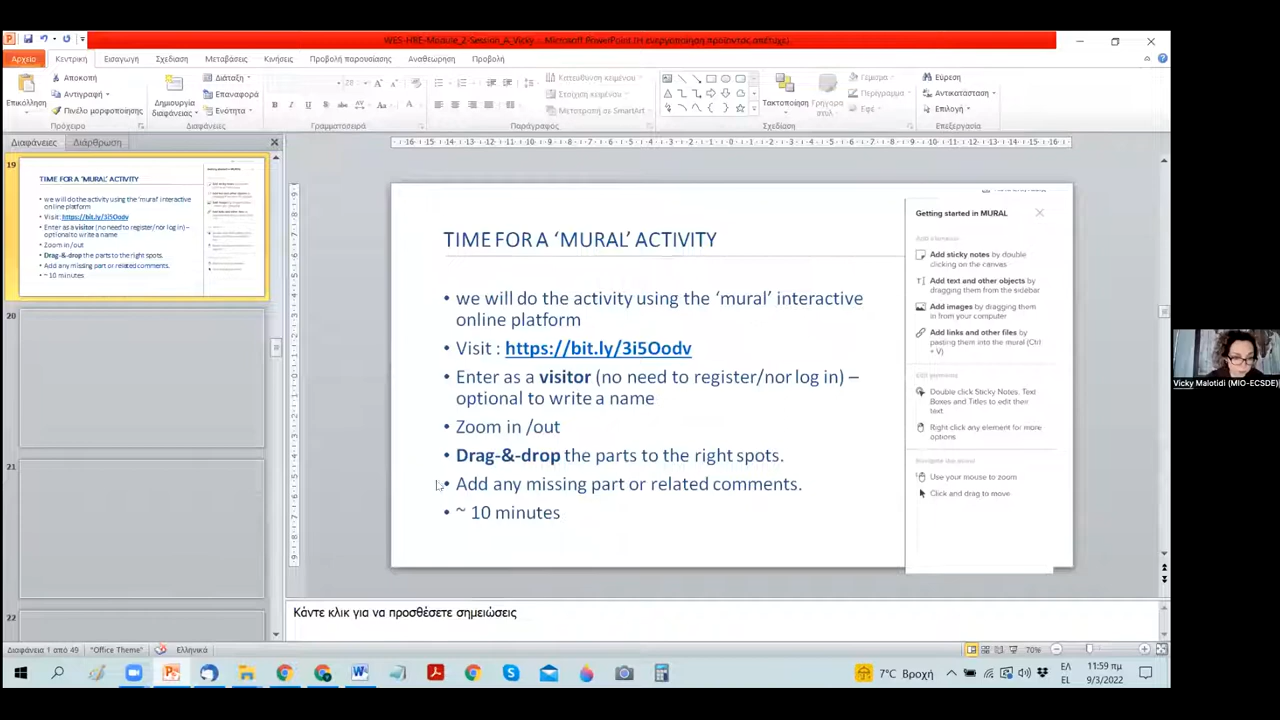 WES-HRE-Module_2-Session_A_Vicky - Microsoft PowerPoint (Η ενεργοποίηση προϊόντος απέτυχε)
Αρχείο Κεντρική Εισαγωγή Σχεδίαση Μεταβάσεις Κινήσεις Προβολή παρουσίασης Αναθεώρηση Προβολή
Επικόλληση
Αποκοπή
Αντιγραφή
Πινέλο μορφοποίησης
Πρόχειρο
Δημιουργία
διαφάνειας
Διάταξη
Επαναφορά
Ενότητα
Διαφάνειες
Γραμματοσειρά
Κατεύθυνση κειμένου
Στοίχιση κειμένου
Μετατροπή σε SmartArt
Παράγραφος
Τακτοποίηση
Γρήγορα
στυλ
Γέμισμα
Περίγραμμα
Εφέ
Σχεδίαση
Εύρεση
Αντικατάσταση
Επιλογή
Επεξεργασία
Διαφάνειες Διάρθρωση
19
TIME FOR A 'MURAL' ACTIVITY
• we will do the activity using the 'mural' interactive
online platform
• Visit: https://bit.ly/3i5Oodv
• Enter as a visitor (no need to register/nor log in) –
optional to write a name
• Zoom in /out
• Drag-&-drop the parts to the right spots.
• Add any missing part or related comments.
• ~ 10 minutes
20
21
22
TIME FOR A 'MURAL' ACTIVITY
• we will do the activity using the 'mural' interactive
online platform
• Visit : https://bit.ly/3i5Oodv
• Enter as a visitor (no need to register/nor log in) –
optional to write a name
• Zoom in /out
• Drag-&-drop the parts to the right spots.
• Add any missing part or related comments.
• ~ 10 minutes
Getting started in MURAL
Add sticky notes by double
clicking on the canvas
Add text and other objects by
dragging them from the sidebar
Add images by dragging them
in from your computer
Add links and other files by
pasting them into the mural (Ctrl
+ V)
Double click Sticky Notes, Text
Boxes and Titles to edit their
text
Right click any element for more
options
Use your mouse to zoom
Click and drag to move
Vicky Malotidi (MIO-ECSDE)
Κάντε κλικ για να προσθέσετε σημειώσεις
Διαφάνεια 1 από 49 "Office Theme" Ελληνικά 70%
7°C Βροχή
ΕΛ
EL
11:59 πμ
9/3/2022